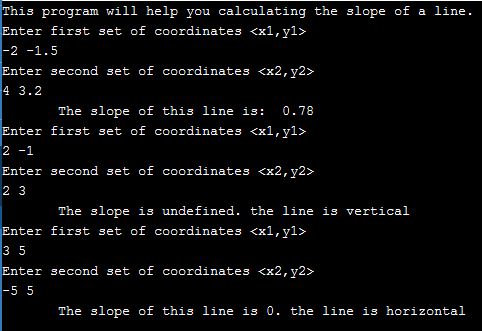 This program will help you calculating the slope of a line.
Enter first set of coordinates <x1,y1>
-2 -1.5
Enter second set of coordinates <x2,y2>
4 3.2
The slope of this line is:  0.78
Enter first set of coordinates <x1,y1>
2 -1
Enter second set of coordinates <x2,y2>
2 3
The slope is undefined. the line is vertical
Enter first set of coordinates <x1,y1>
3 5
Enter second set of coordinates <x2,y2>
-5 5
The slope of this line is 0. the line is horizontal